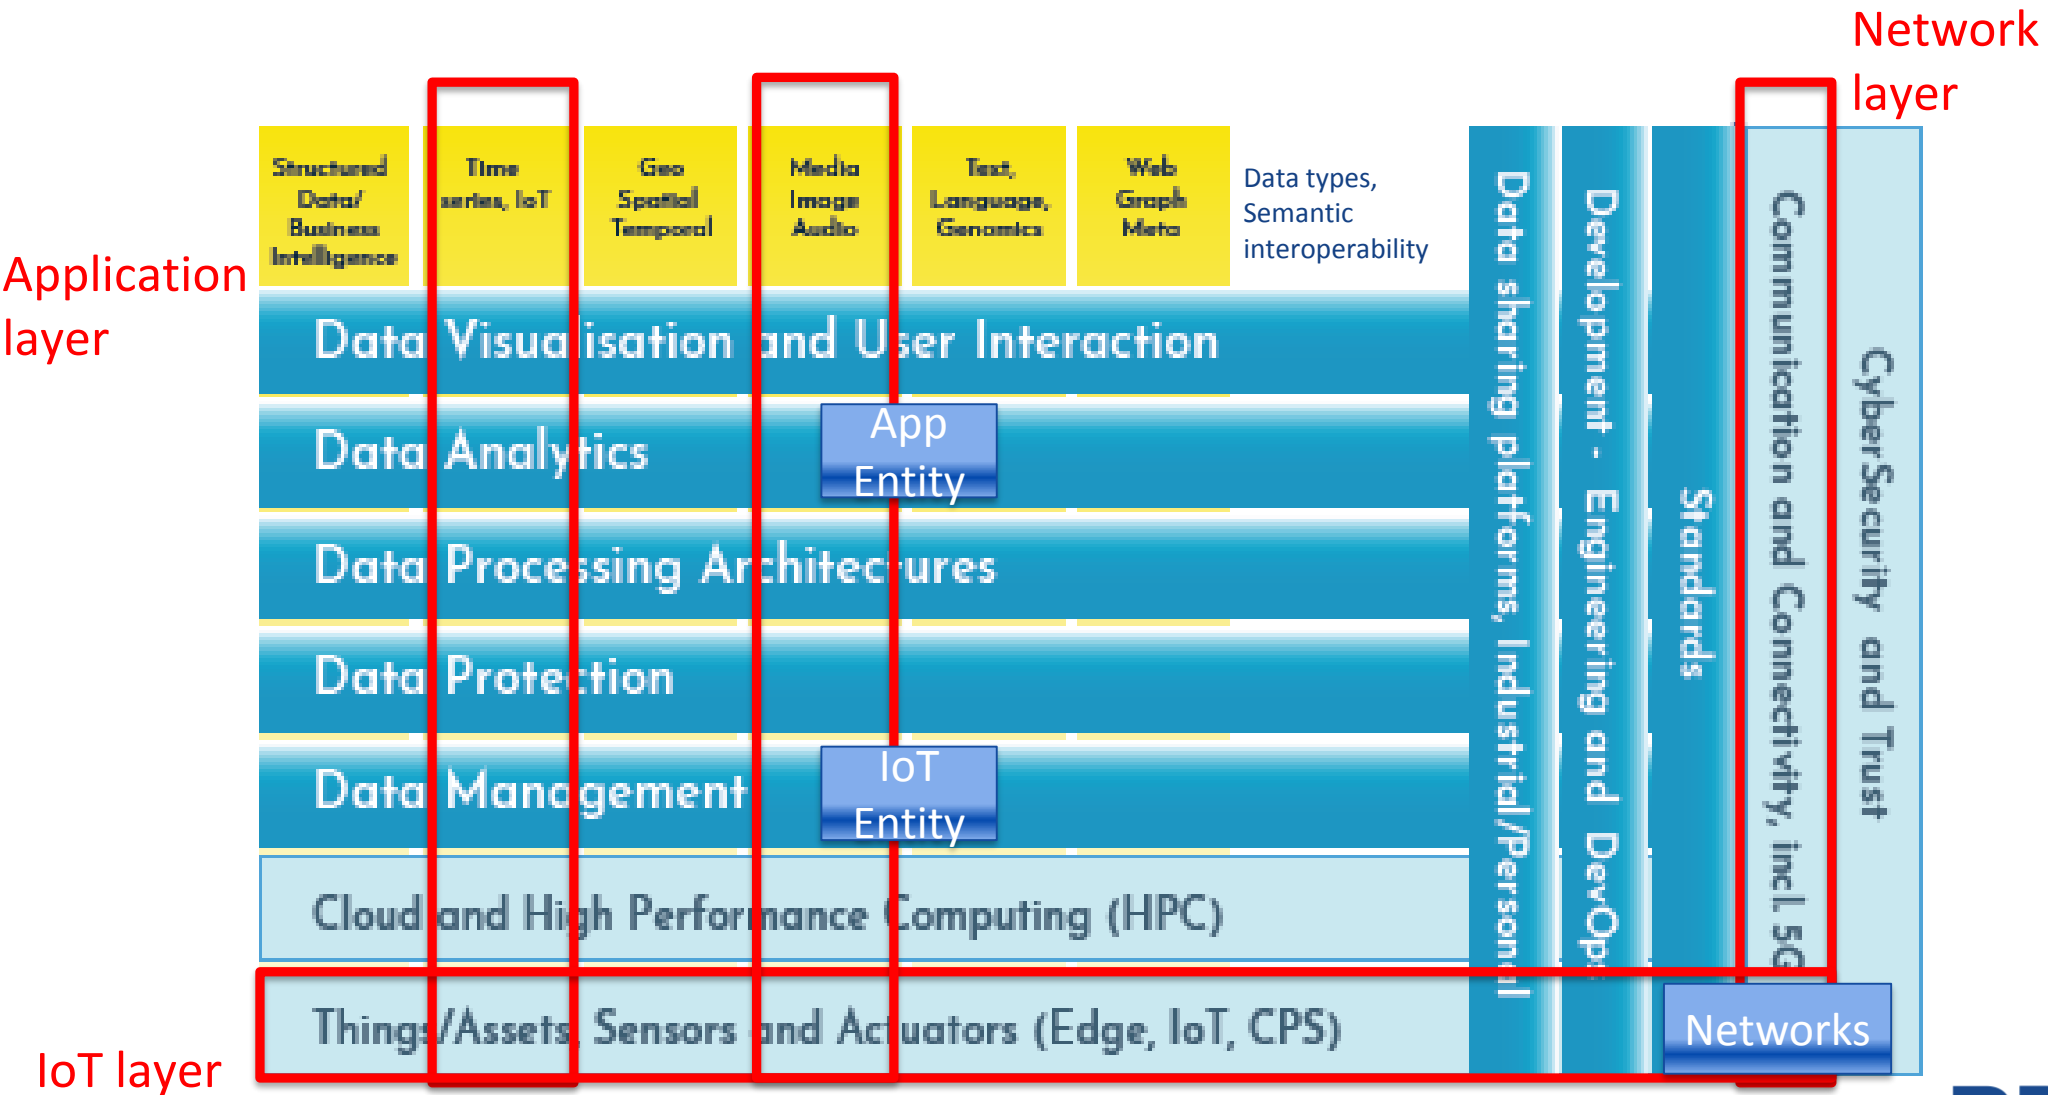 Network
layer
Application
layer
Structured
Data/
Business
Intelligence
Time
series, IoT
Geo
Spatial
Temporal
Media
Image
Audio
Text,
Language,
Genomics
Web
Graph
Meta
Data types,
Semantic
interoperability
Data Visualisation and User Interaction
Data Analytics
App
Entity
Data Processing Architectures
Data Protection
Data Management
IoT
Entity
Cloud and High Performance Computing (HPC)
Things/Assets, Sensors and Actuators (Edge, IoT, CPS)
IoT layer
Data sharing platforms, Industrial/Personal
Development - Engineering and DevOps
Standards
Communication and Connectivity, incl. 5G
CyberSecurity and Trust
Networks